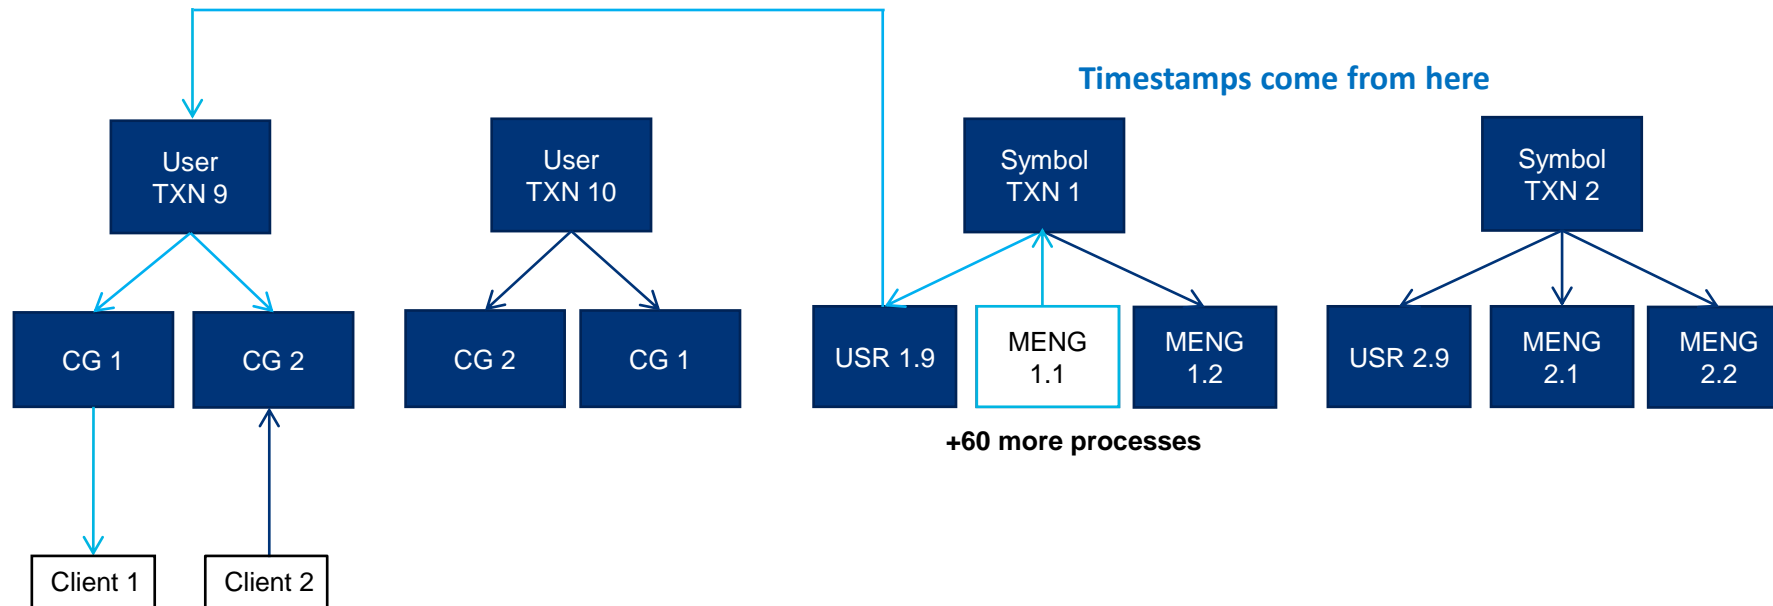 Timestamps come from here
User
TXN 9
User
TXN 10
Symbol
TXN 1
Symbol
TXN 2
CG 1
CG 2
CG 2
CG 1
USR 1.9
MENG
1.1
MENG
1.2
USR 2.9
MENG
2.1
MENG
2.2
+60 more processes
Client 1
Client 2